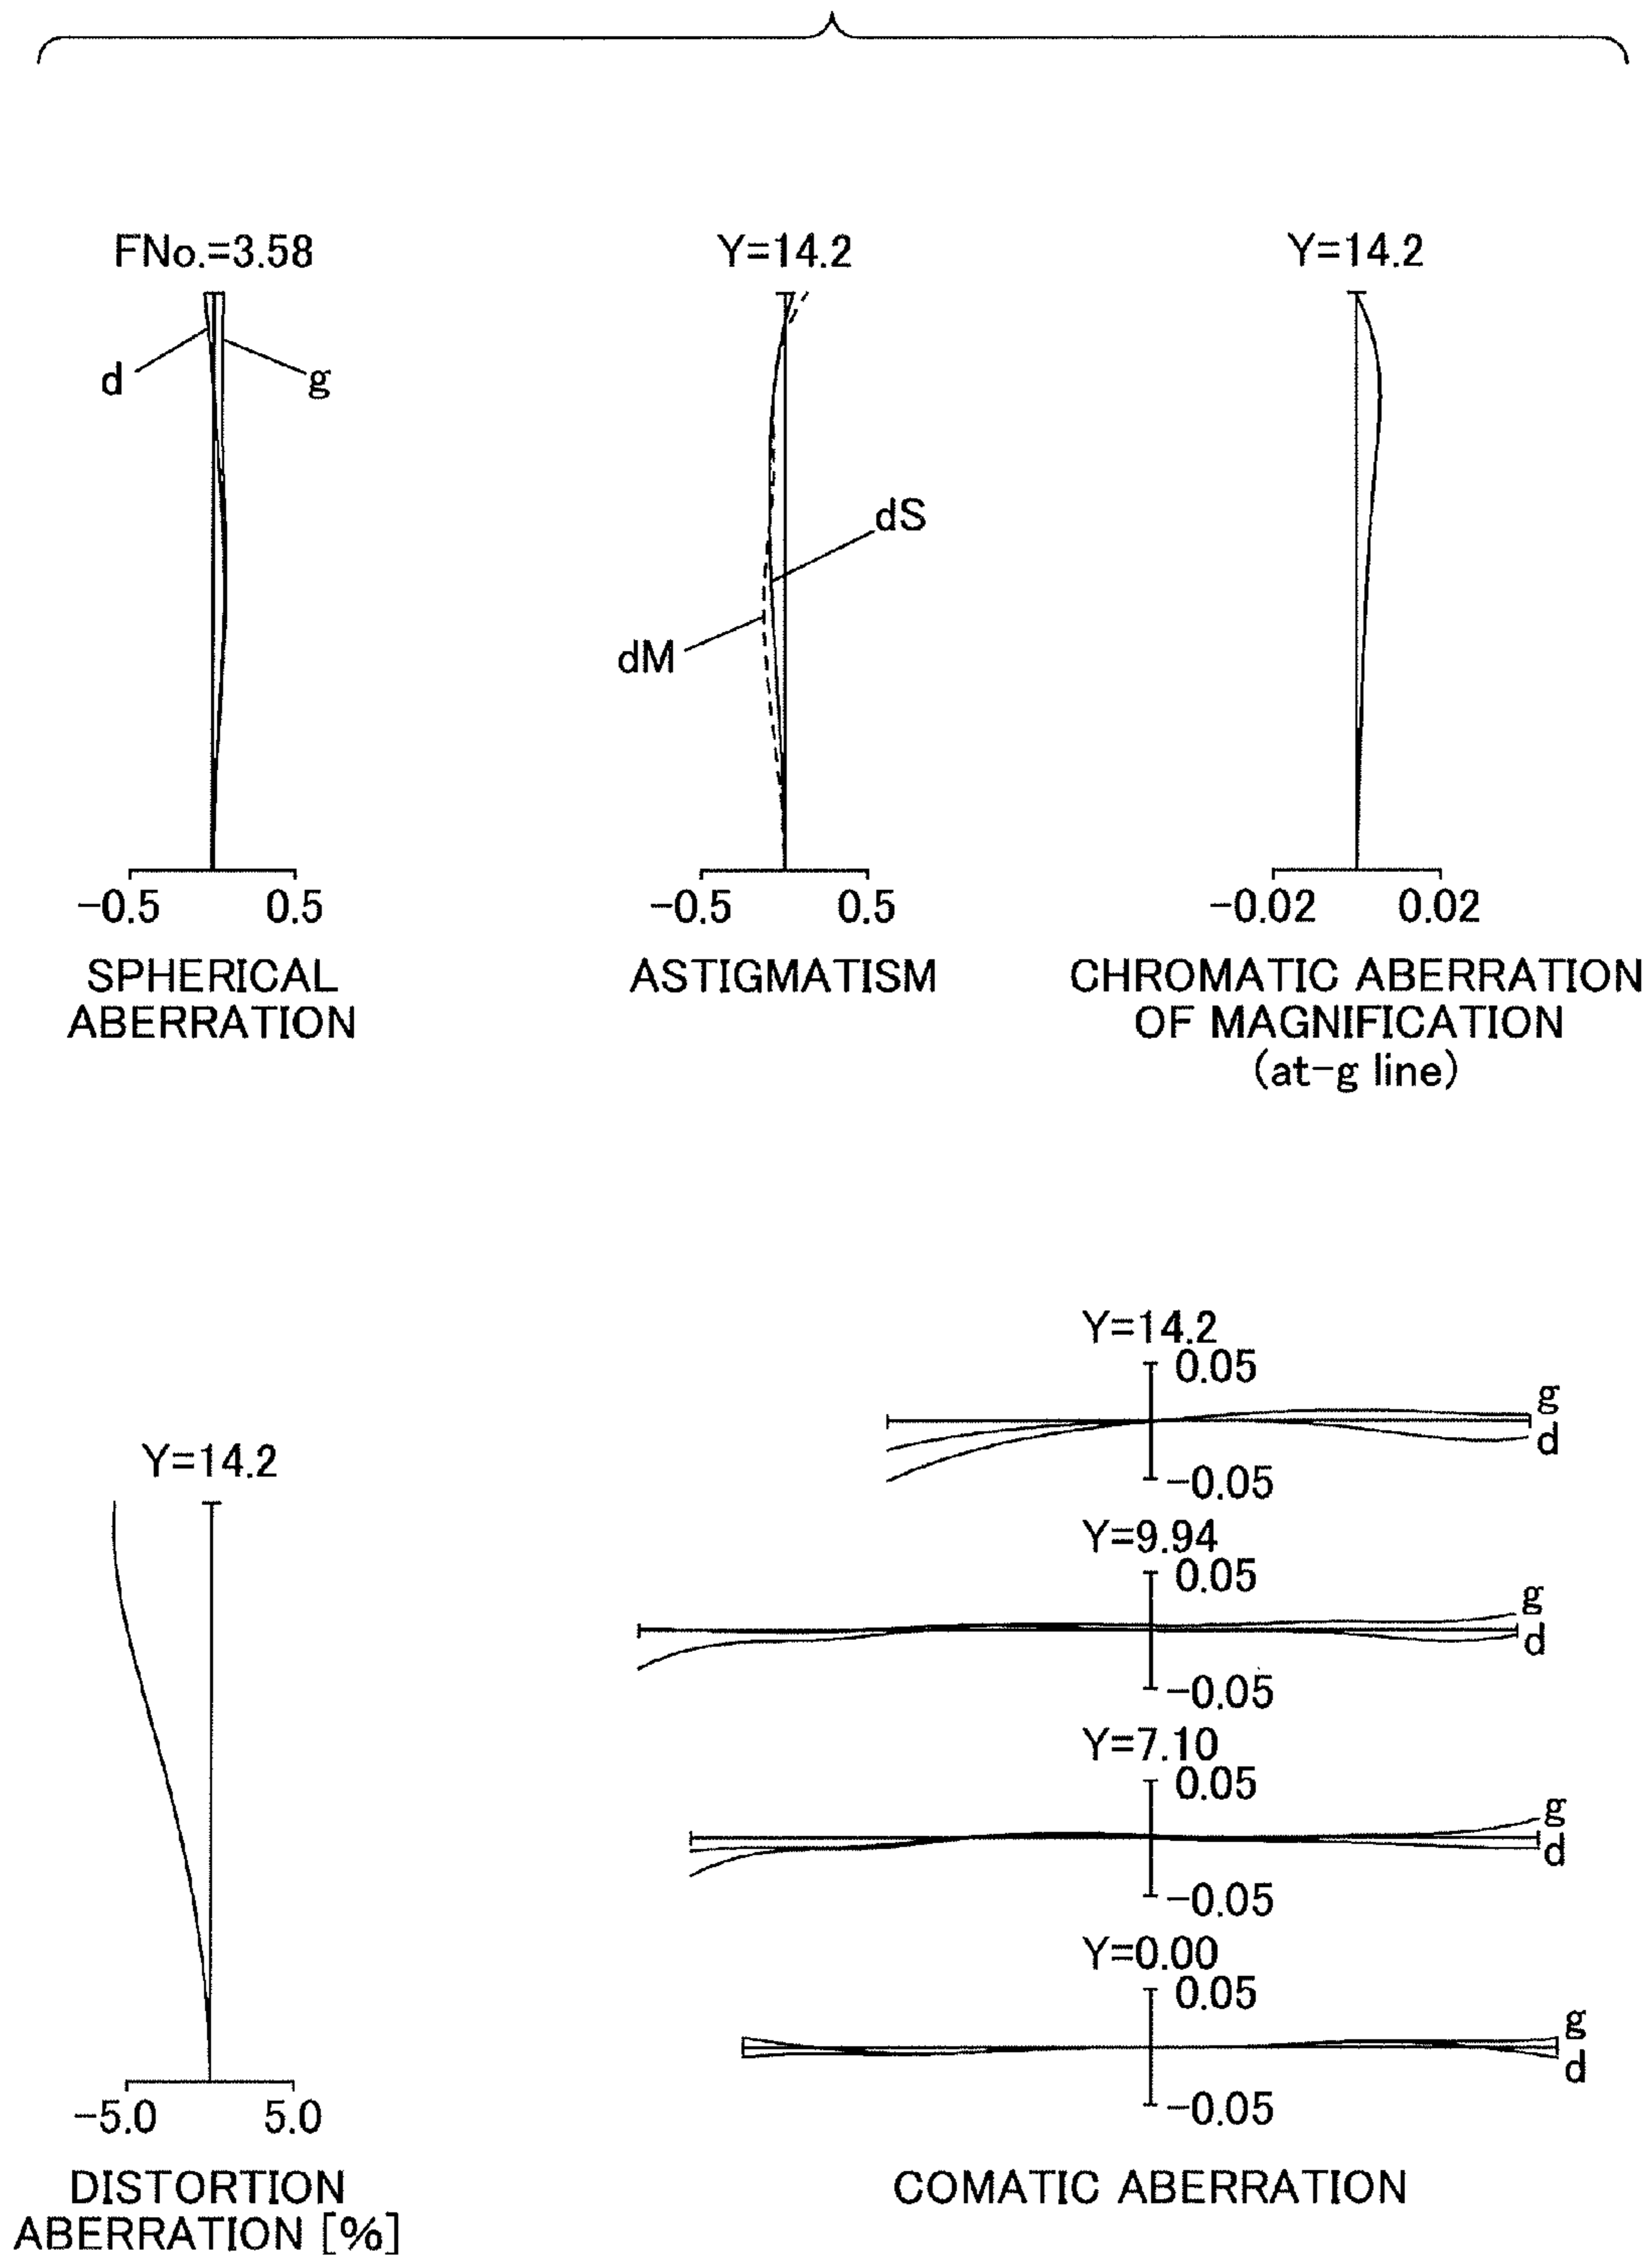 FNo.=3.58
d
g
-0.5 0.5
SPHERICAL
ABERRATION
Y=14.2
dS
dM
-0.5 0.5
ASTIGMATISM
Y=14.2
-0.02 0.02
CHROMATIC ABERRATION
OF MAGNIFICATION
(at-g line)
Y=14.2
-5.0 5.0
DISTORTION
ABERRATION [%]
Y=14.2
0.05
g
d
-0.05
Y=9.94
0.05
g
d
-0.05
Y=7.10
0.05
g
d
-0.05
Y=0.00
0.05
g
d
-0.05
COMATIC ABERRATION